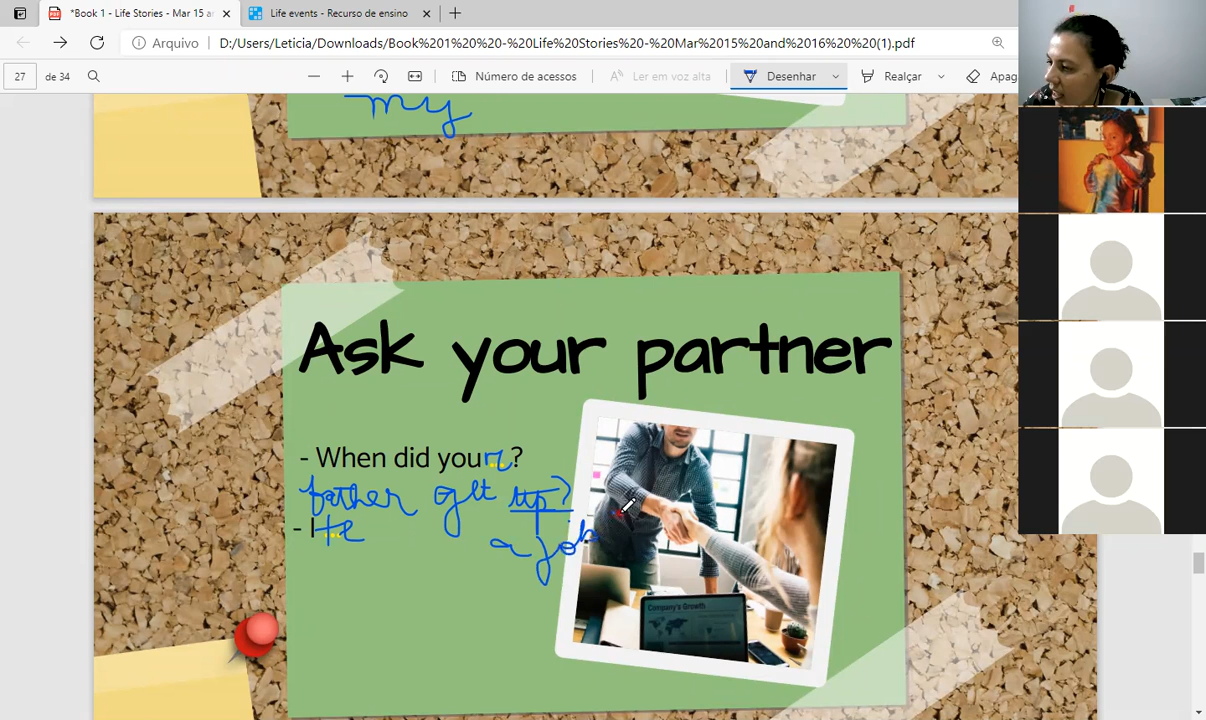 *Book 1 - Life Stories - Mar 15 a
Life events - Recurso de ensino
Arquivo
D:/Users/Leticia/Downloads/Book%201%20%20-%20Life%20Stories%20-%20Mar%2015%20and%2016%20%20(1).pdf
27 de 34
Número de acessos
Ler em voz alta
Desenhar
Realçar
Apag
my
Ask your partner
- When did your...?
father get up?
- I...
a job
Company's Growth